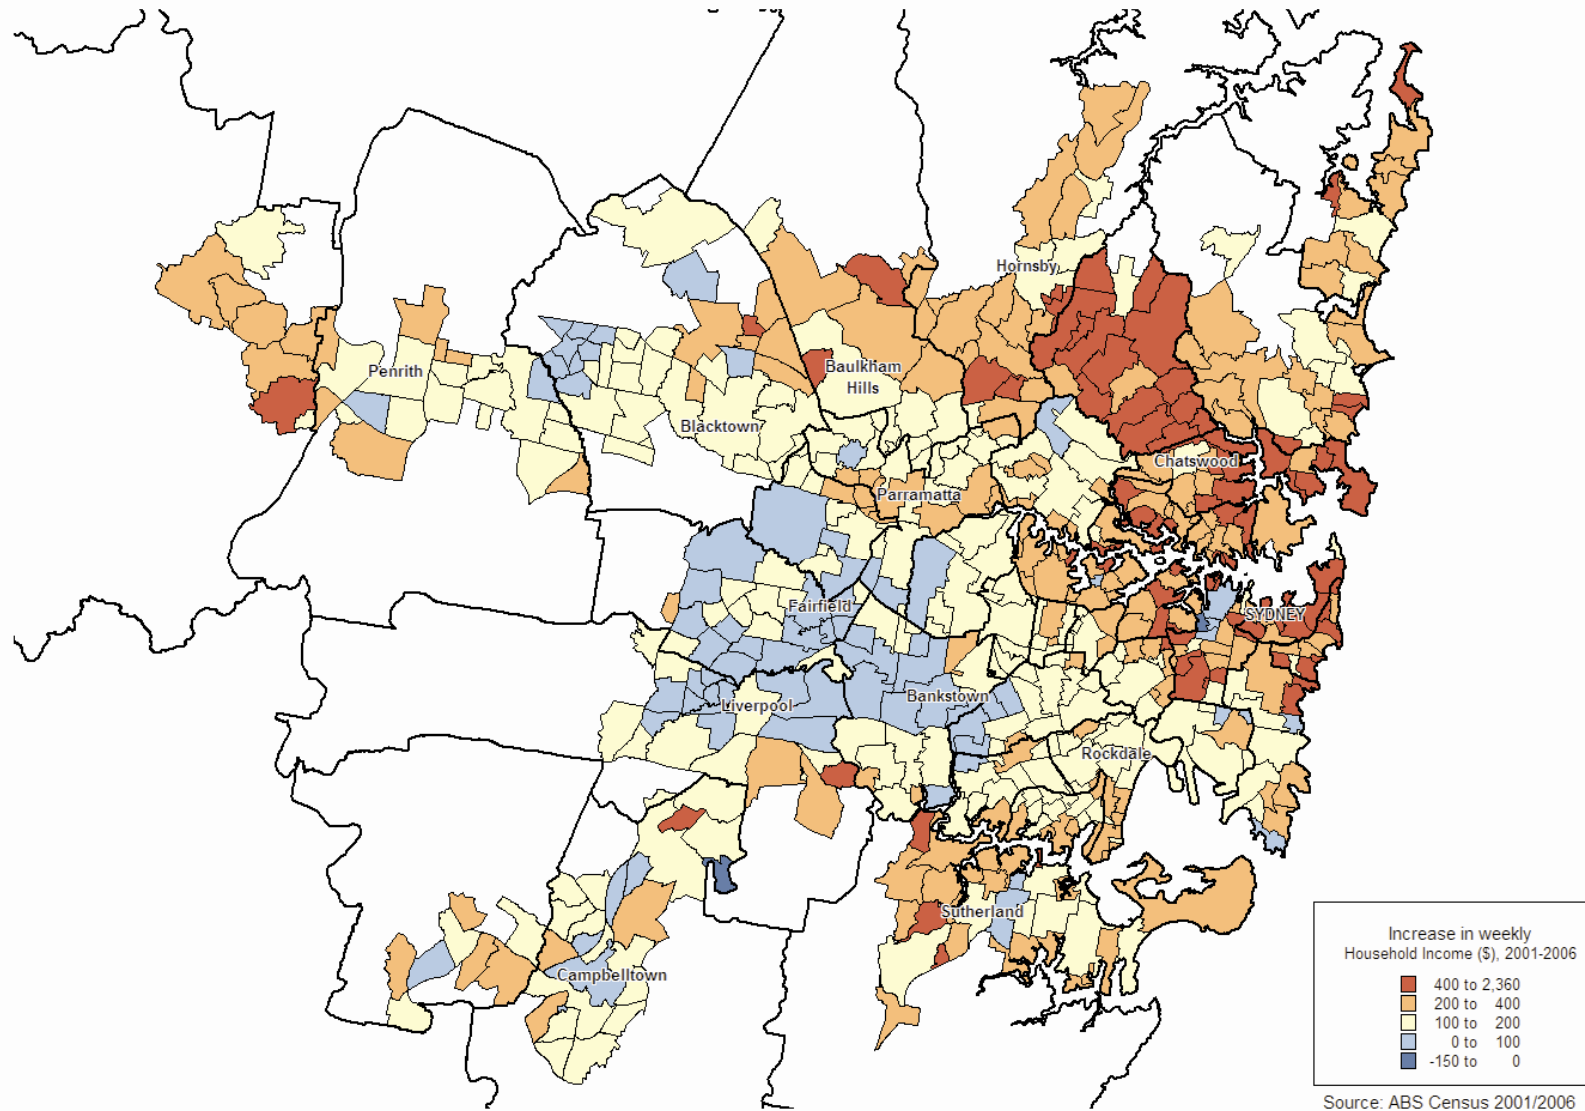 Hornsby
Penrith
Baulkham
Hills
Blacktown
Chatswood
Parramatta
Fairfield
SYDNEY
Liverpool
Bankstown
Rockdale
Sutherland
Campbelltown
Increase in weekly
Household Income ($), 2001-2006
400 to 2,360
200 to 400
100 to 200
0 to 100
-150 to 0
Source: ABS Census 2001/2006